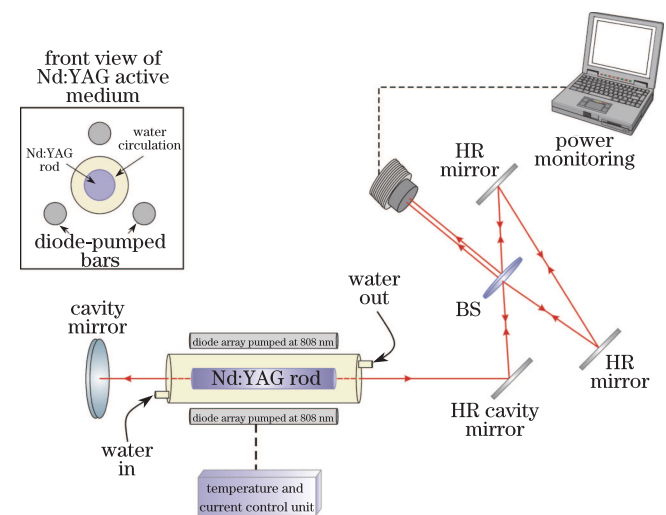 front view of
Nd:YAG active
medium
water
circulation
Nd:YAG
rod
diode-pumped
bars
power
monitoring
HR
mirror
BS
HR
mirror
HR cavity
mirror
water
out
cavity
mirror
diode array pumped at 808 nm
Nd:YAG rod
diode array pumped at 808 nm
water
in
temperature and
current control unit